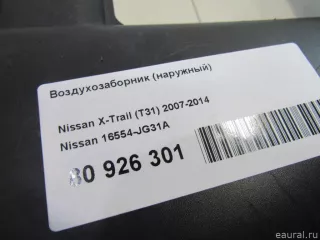 Воздухозаборник (наружный)
Nissan X-Trail (T31) 2007-2014
Nissan 16554-JG31A
80 926 301
© eaural.ru